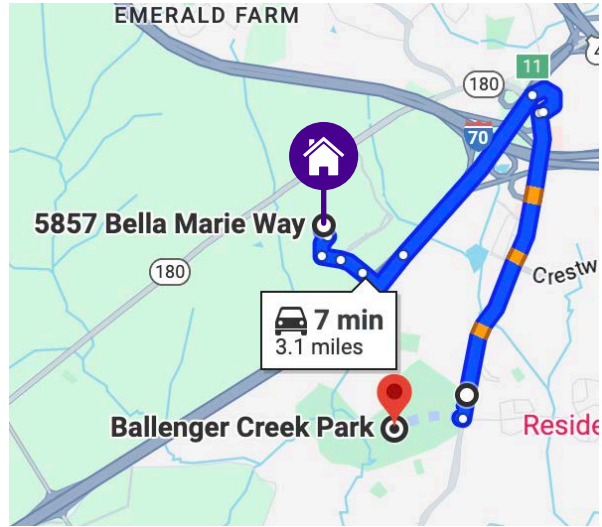 EMERALD FARM
11
180
70
5857 Bella Marie Way
180
Crestw
7 min
3.1 miles
Ballenger Creek Park
Reside